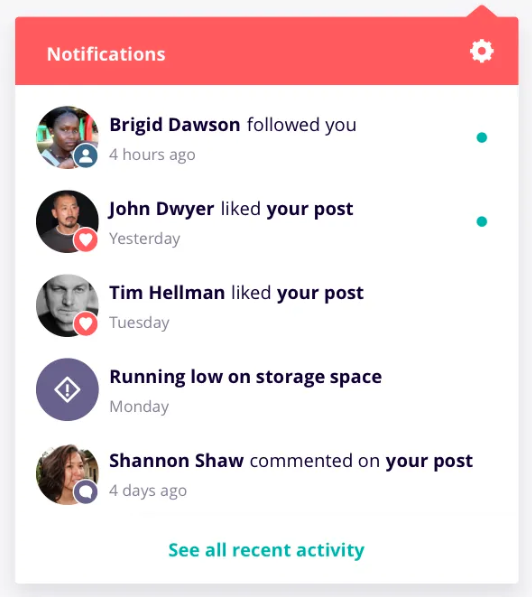 Notifications
Brigid Dawson followed you
4 hours ago
John Dwyer liked your post
Yesterday
Tim Hellman liked your post
Tuesday
Running low on storage space
Monday
Shannon Shaw commented on your post
4 days ago
See all recent activity